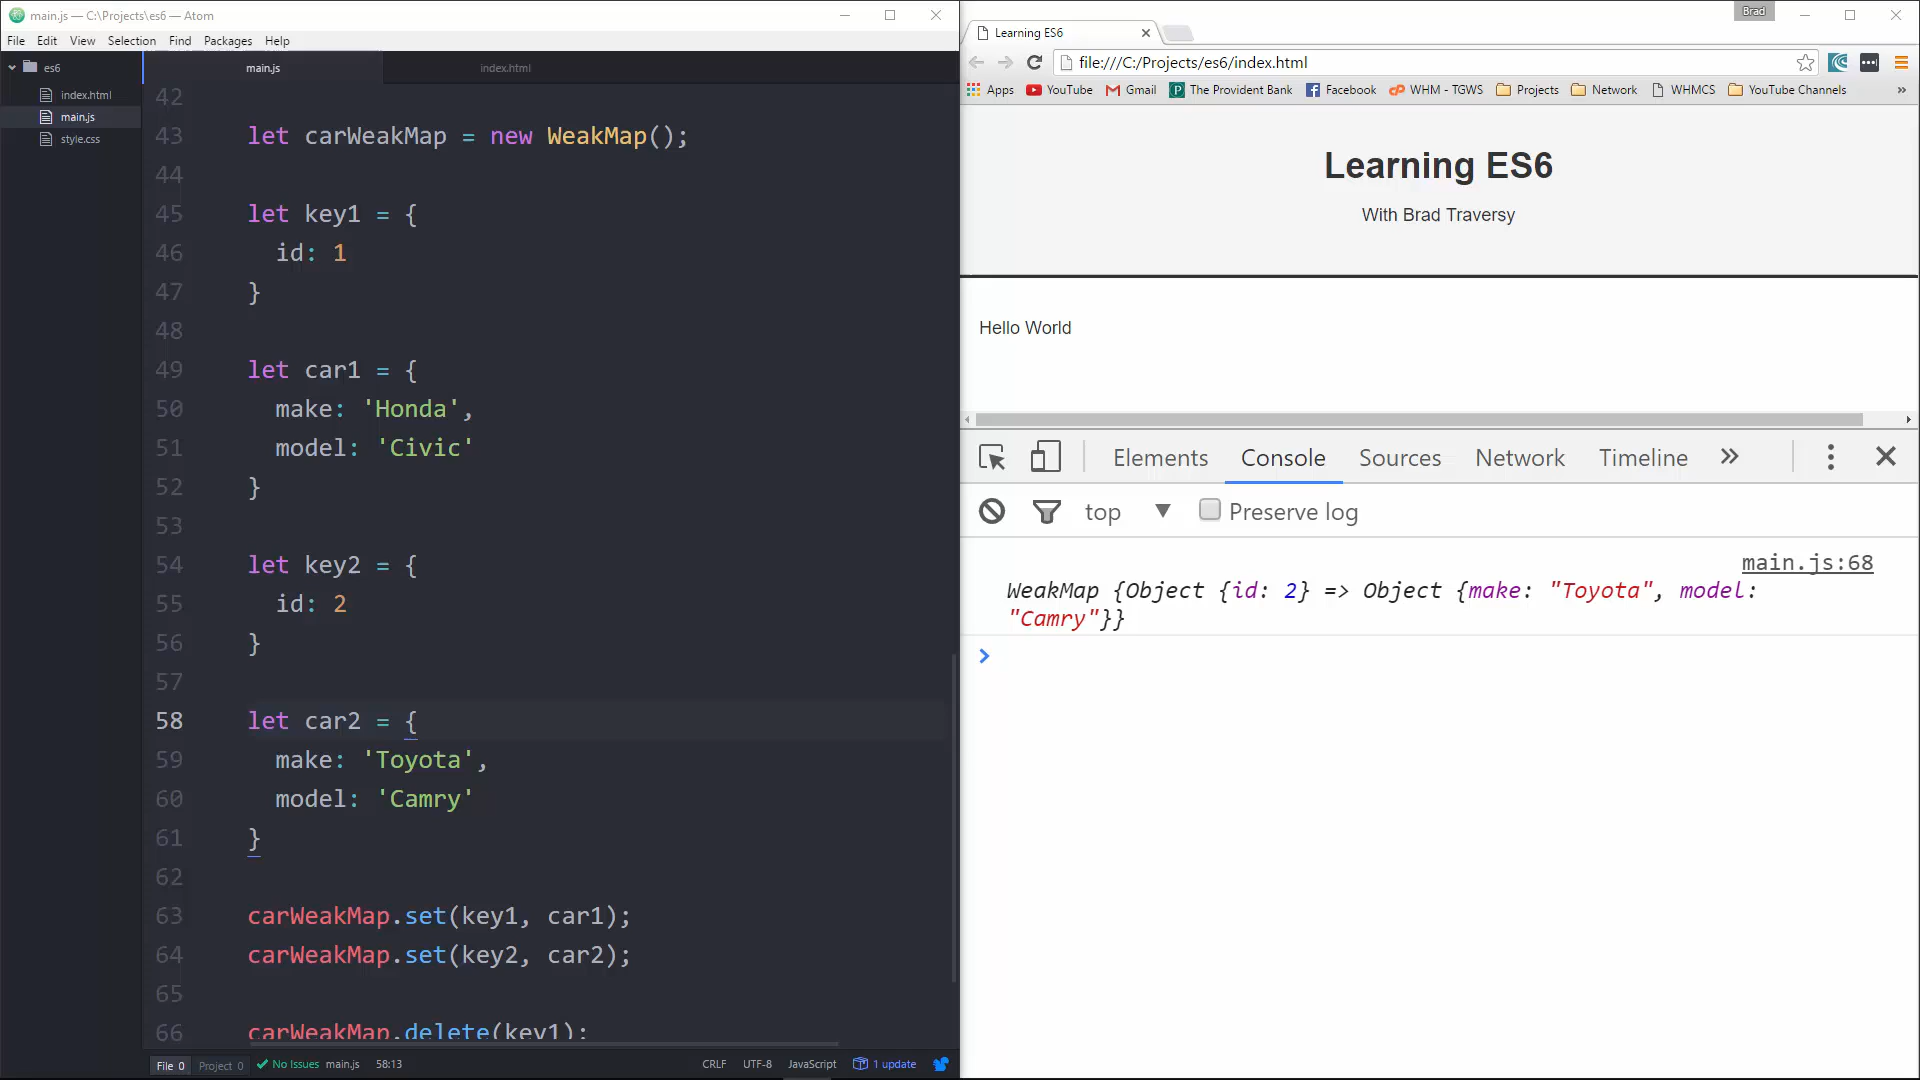 main.js — C:\Projects\es6 — Atom
File Edit View Selection Find Packages Help
es6
index.html
main.js
style.css
main.js index.html
42
43 let carWeakMap = new WeakMap();
44
45 let key1 = {
46 id: 1
47 }
48
49 let car1 = {
50 make: 'Honda',
51 model: 'Civic'
52 }
53
54 let key2 = {
55 id: 2
56 }
57
58 let car2 = {
59 make: 'Toyota',
60 model: 'Camry'
61 }
62
63 carWeakMap.set(key1, car1);
64 carWeakMap.set(key2, car2);
65
66 carWeakMap.delete(key1);
File 0 Project 0 No Issues main.js 58:13 CRLF UTF-8 JavaScript 1 update
Brad
Learning ES6
file:///C:/Projects/es6/index.html
Apps YouTube Gmail The Provident Bank Facebook WHM - TGWS Projects Network WHMCS YouTube Channels »
Learning ES6
With Brad Traversy
Hello World
Elements Console Sources Network Timeline »
top Preserve log
main.js:68
WeakMap {Object {id: 2} => Object {make: "Toyota", model:
"Camry"}}